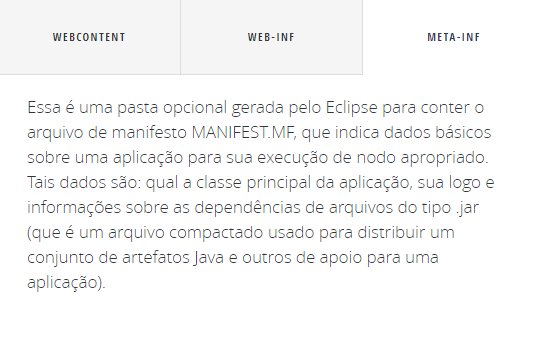 WEBCONTENT
WEB-INF
META-INF
Essa é uma pasta opcional gerada pelo Eclipse para conter o
arquivo de manifesto MANIFEST.MF, que indica dados básicos
sobre uma aplicação para sua execução de nodo apropriado.
Tais dados são: qual a classe principal da aplicação, sua logo e
informações sobre as dependências de arquivos do tipo .jar
(que é um arquivo compactado usado para distribuir um
conjunto de artefatos Java e outros de apoio para uma
aplicação).